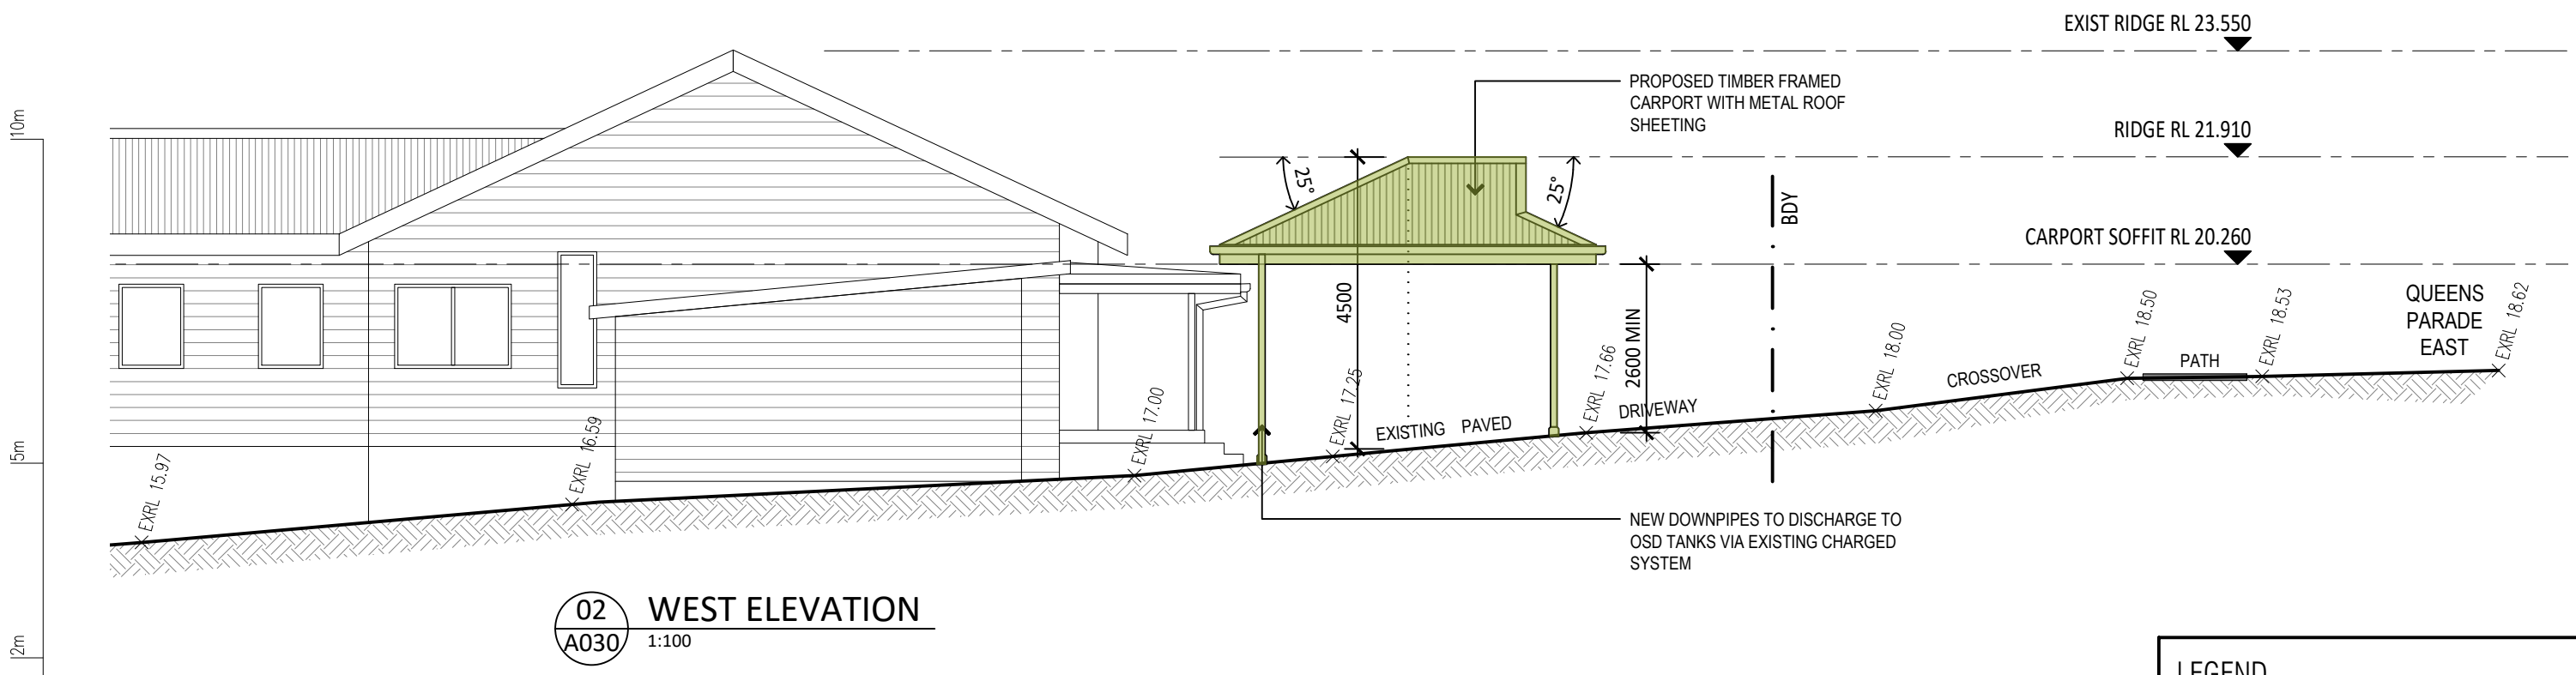 EXIST RIDGE RL 23.550
PROPOSED TIMBER FRAMED
CARPORT WITH METAL ROOF
SHEETING
10m
RIDGE RL 21.910
25°
25°
BDY
CARPORT SOFFIT RL 20.260
4500
2600 MIN
QUEENS
PARADE
EAST
EXRL 18.62
EXRL 18.53
EXRL 18.50
PATH
CROSSOVER
EXRL 18.00
EXRL 17.66
DRIVEWAY
EXISTING PAVED
EXRL 17.25
EXRL 17.00
EXRL 16.59
EXRL 15.97
5m
NEW DOWNPIPES TO DISCHARGE TO
OSD TANKS VIA EXISTING CHARGED
SYSTEM
02
WEST ELEVATION
A030
1:100
2m
LEGEND